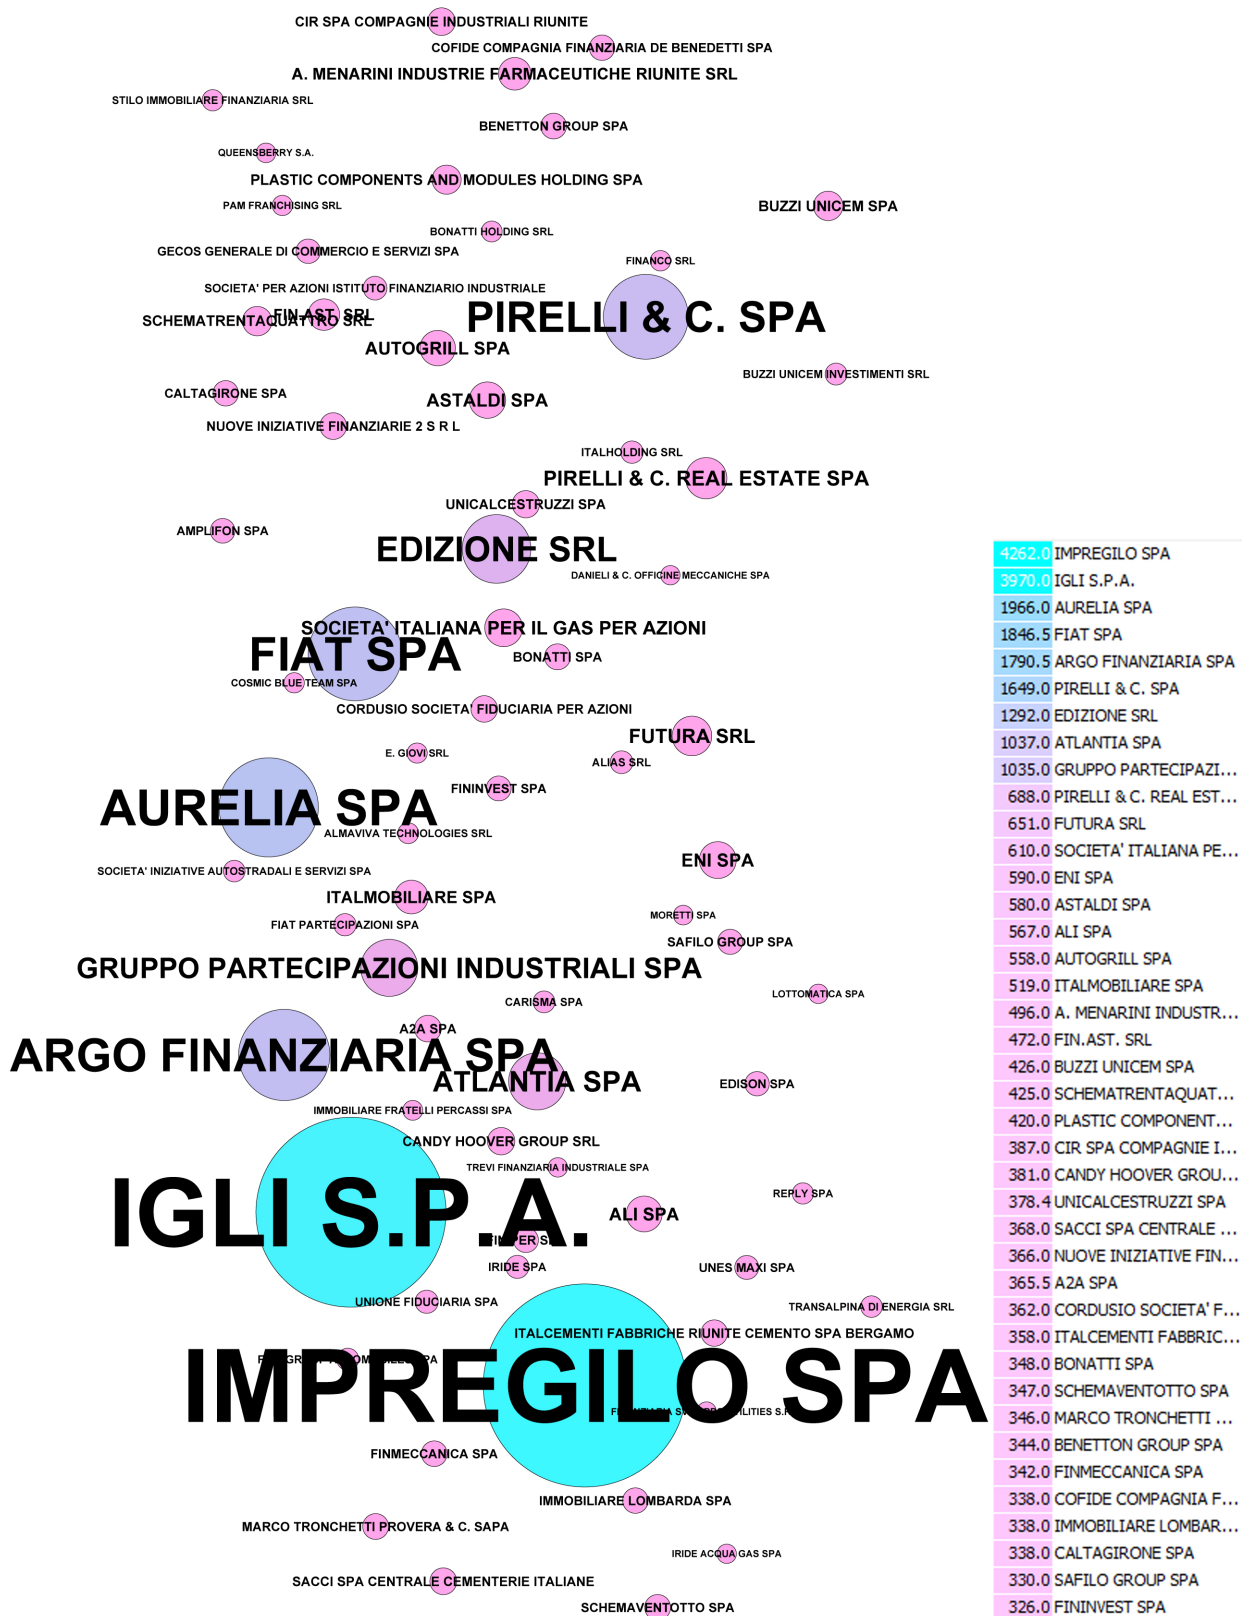 CIR SPA COMPAGNIE INDUSTRIALI RIUNITE
COFIDE COMPAGNIA FINANZIARIA DE BENEDETTI SPA
A. MENARINI INDUSTRIE FARMACEUTICHE RIUNITE SRL
STILO IMMOBILIARE FINANZIARIA SRL
BENETTON GROUP SPA
QUEENSBERRY S.A.
PLASTIC COMPONENTS AND MODULES HOLDING SPA
PAM FRANCHISING SRL
BUZZI UNICEM SPA
BONATTI HOLDING SRL
GECOS GENERALE DI COMMERCIO E SERVIZI SPA
FINANCO SRL
SOCIETA' PER AZIONI ISTITUTO FINANZIARIO INDUSTRIALE
FIN.AST. SRL
PIRELLI & C. SPA
SCHEMATRENTAQUATTRO SRL
AUTOGRILL SPA
BUZZI UNICEM INVESTIMENTI SRL
CALTAGIRONE SPA
ASTALDI SPA
NUOVE INIZIATIVE FINANZIARIE 2 S R L
ITALHOLDING SRL
PIRELLI & C. REAL ESTATE SPA
UNICALCESTRUZZI SPA
AMPLIFON SPA
EDIZIONE SRL
DANIELI & C. OFFICINE MECCANICHE SPA
SOCIETA' ITALIANA PER IL GAS PER AZIONI
FIAT SPA
BONATTI SPA
COSMIC BLUE TEAM SPA
CORDUSIO SOCIETA' FIDUCIARIA PER AZIONI
FUTURA SRL
E. GIOVI SRL
ALIAS SRL
FININVEST SPA
AURELIA SPA
ALMAVIVA TECHNOLOGIES SRL
ENI SPA
SOCIETA' INIZIATIVE AUTOSTRADALI E SERVIZI SPA
ITALMOBILIARE SPA
MORETTI SPA
FIAT PARTECIPAZIONI SPA
SAFILO GROUP SPA
GRUPPO PARTECIPAZIONI INDUSTRIALI SPA
LOTTOMATICA SPA
CARISMA SPA
A2A SPA
ARGO FINANZIARIA SPA
ATLANTIA SPA
EDISON SPA
IMMOBILIARE FRATELLI PERCASSI SPA
CANDY HOOVER GROUP SRL
TREVI FINANZIARIA INDUSTRIALE SPA
REPLY SPA
IGLI S.P.A.
ALI SPA
IRIDE SPA
UNES MAXI SPA
UNIONE FIDUCIARIA SPA
TRANSALPINA DI ENERGIA SRL
ITALCEMENTI FABBRICHE RIUNITE CEMENTO SPA BERGAMO
IMPREGILO SPA
FINMECCANICA SPA
IMMOBILIARE LOMBARDA SPA
MARCO TRONCHETTI PROVERA & C. SAPA
IRIDE ACQUA GAS SPA
SACCI SPA CENTRALE CEMENTERIE ITALIANE
SCHEMAVENTOTTO SPA
4262.0 IMPREGILO SPA
3970.0 IGLI S.P.A.
1966.0 AURELIA SPA
1846.5 FIAT SPA
1790.5 ARGO FINANZIARIA SPA
1649.0 PIRELLI & C. SPA
1292.0 EDIZIONE SRL
1037.0 ATLANTIA SPA
1035.0 GRUPPO PARTECIPAZI...
688.0 PIRELLI & C. REAL EST...
651.0 FUTURA SRL
610.0 SOCIETA' ITALIANA PE...
590.0 ENI SPA
580.0 ASTALDI SPA
567.0 ALI SPA
558.0 AUTOGRILL SPA
519.0 ITALMOBILIARE SPA
496.0 A. MENARINI INDUSTR...
472.0 FIN.AST. SRL
426.0 BUZZI UNICEM SPA
425.0 SCHEMATRENTAQUAT...
420.0 PLASTIC COMPONENT...
387.0 CIR SPA COMPAGNIE I...
381.0 CANDY HOOVER GROU...
378.4 UNICALCESTRUZZI SPA
368.0 SACCI SPA CENTRALE ...
366.0 NUOVE INIZIATIVE FIN...
365.5 A2A SPA
362.0 CORDUSIO SOCIETA' F...
358.0 ITALCEMENTI FABBRIC...
348.0 BONATTI SPA
347.0 SCHEMAVENTOTTO SPA
346.0 MARCO TRONCHETTI ...
344.0 BENETTON GROUP SPA
342.0 FINMECCANICA SPA
338.0 COFIDE COMPAGNIA F...
338.0 IMMOBILIARE LOMBAR...
338.0 CALTAGIRONE SPA
330.0 SAFILO GROUP SPA
326.0 FININVEST SPA